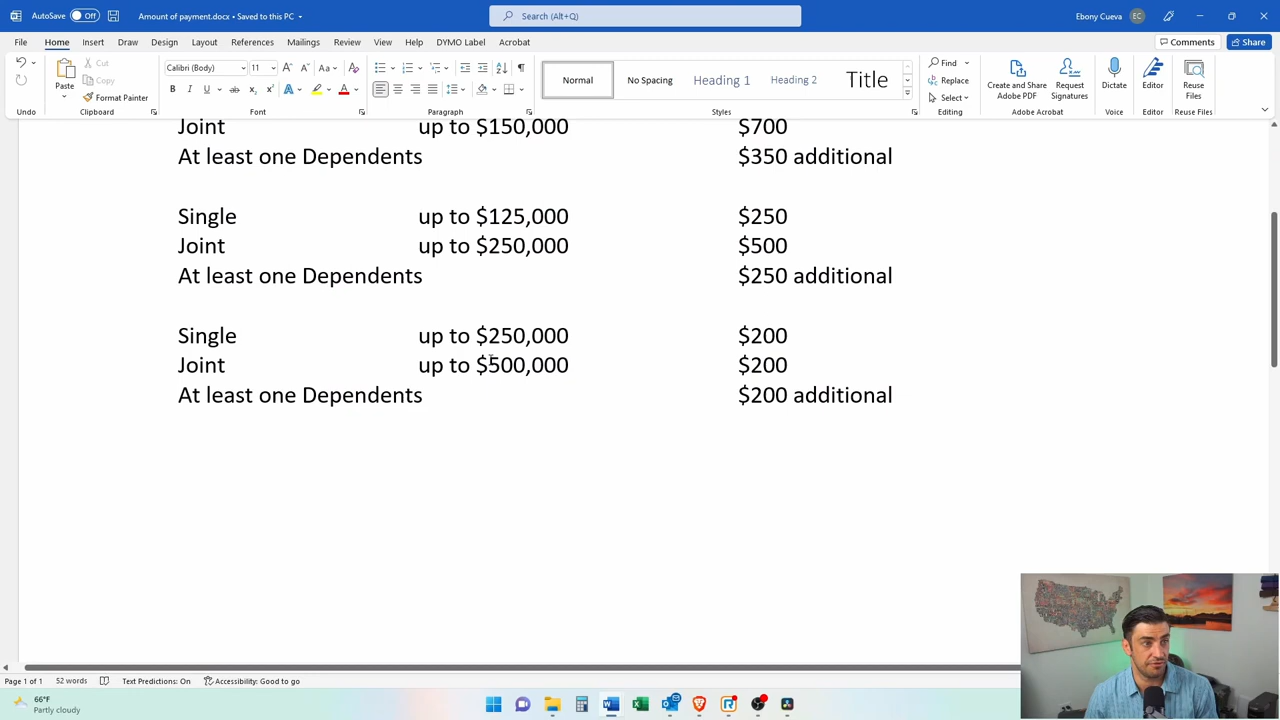 AutoSave Off Amount of payment.docx • Saved to this PC Search (Alt+Q) Ebony Cueva EC
File Home Insert Draw Design Layout References Mailings Review View Help DYMO Label Acrobat Comments Share
Undo
Paste Cut Copy Format Painter
Clipboard
Calibri (Body) 11
Font
Paragraph
Normal No Spacing Heading 1 Heading 2 Title
Styles
Find Replace Select
Editing
Create and Share Adobe PDF Request Signatures
Adobe Acrobat
Dictate
Voice
Editor
Editor
Reuse Files
Reuse Files
Joint up to $150,000 $700
At least one Dependents $350 additional
Single up to $125,000 $250
Joint up to $250,000 $500
At least one Dependents $250 additional
Single up to $250,000 $200
Joint up to $500,000 $200
At least one Dependents $200 additional
Page 1 of 1 52 words Text Predictions: On Accessibility: Good to go
66°F
Partly cloudy